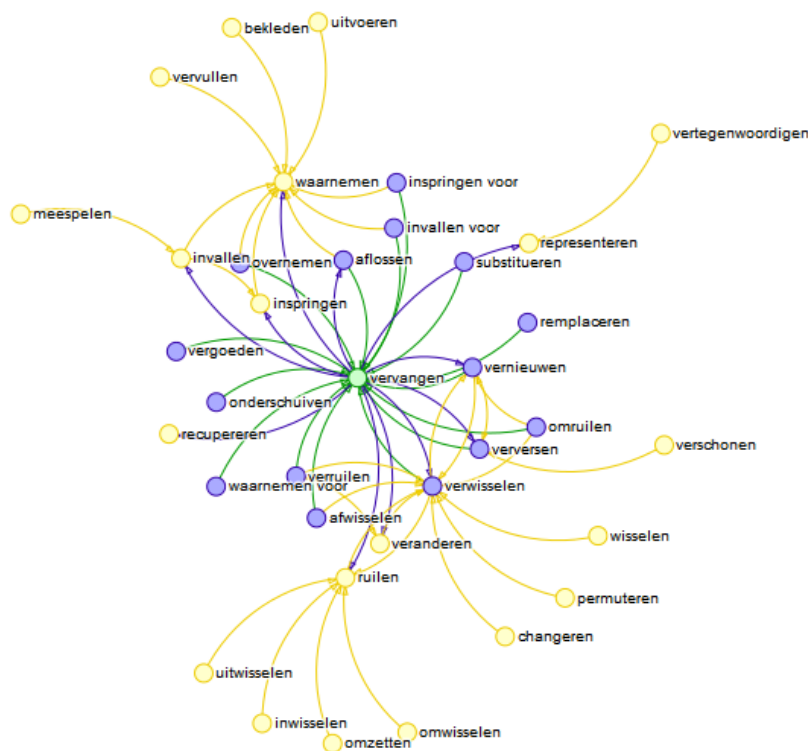 uitvoeren
bekleden
vervullen
vertegenwoordigen
waarnemen
inspringen voor
meespelen
invallen voor
representeren
invallen
overnemen
aflossen
substitueren
inspringen
remplaceren
vergoeden
vernieuwen
vervangen
onderschuiven
omruilen
recupereren
verversen
verschonen
verruilen
waarnemen voor
verwisselen
afwisselen
wisselen
veranderen
ruilen
permuteren
changeren
uitwisselen
inwisselen
omwisselen
omzetten